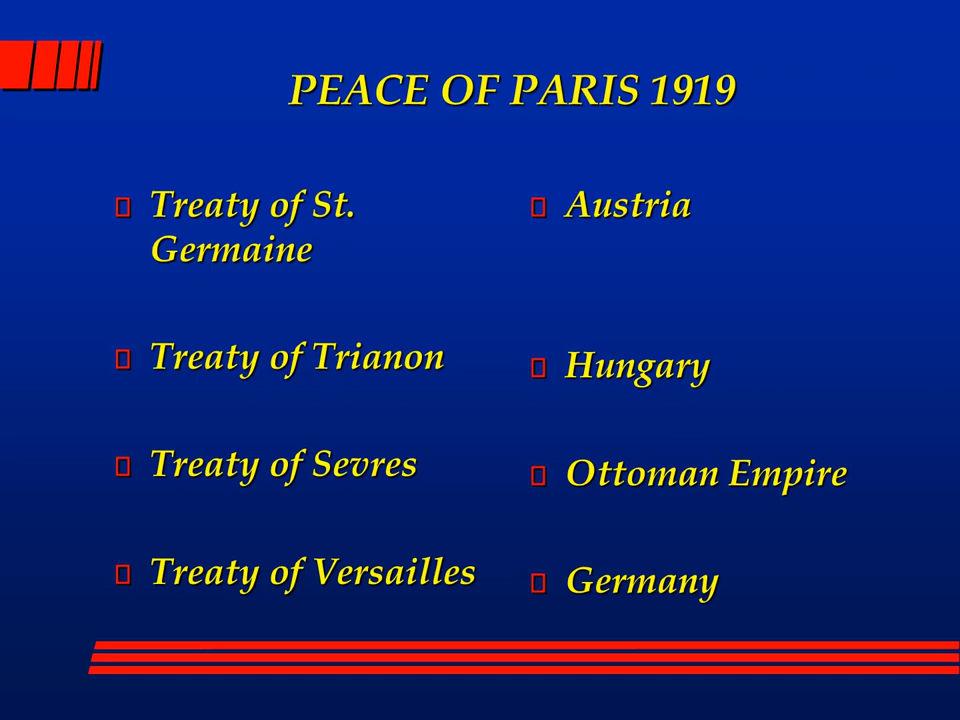 PEACE OF PARIS 1919
Treaty of St.
Germaine
Austria
Treaty of Trianon
Hungary
Treaty of Sevres
Ottoman Empire
Treaty of Versailles
Germany